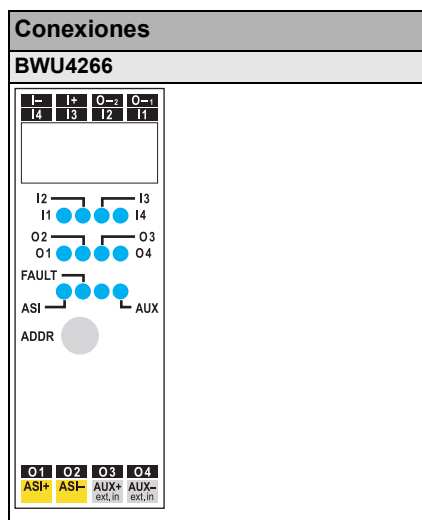 Conexiones
BWU4266
I– I+ O–2 O–1
I4 I3 I2 I1
I2 I3
I1 I4
O2 O3
O1 O4
FAULT
ASI AUX
ADDR
O1 O2 O3 O4
ASI+ ASI– AUX+ AUX–
ext,in ext,in